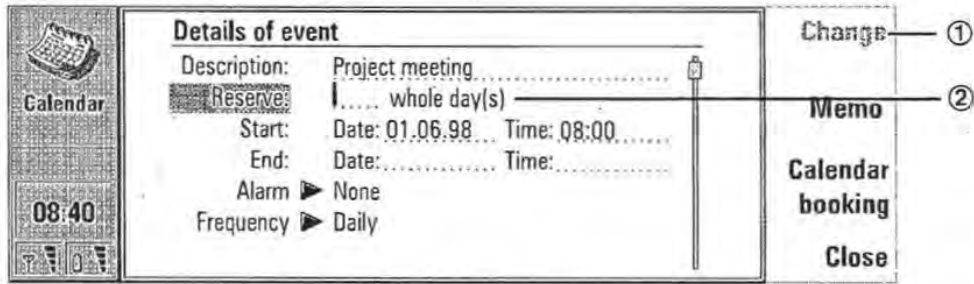 Details of event
Change ①
Description: Project meeting
Calendar
Reserve: whole day(s) ②
Memo
Start: Date: 01.06.98 Time: 08:00
End: Date: Time:
Calendar
booking
Alarm ▶ None
08:40
Frequency ▶ Daily
Close